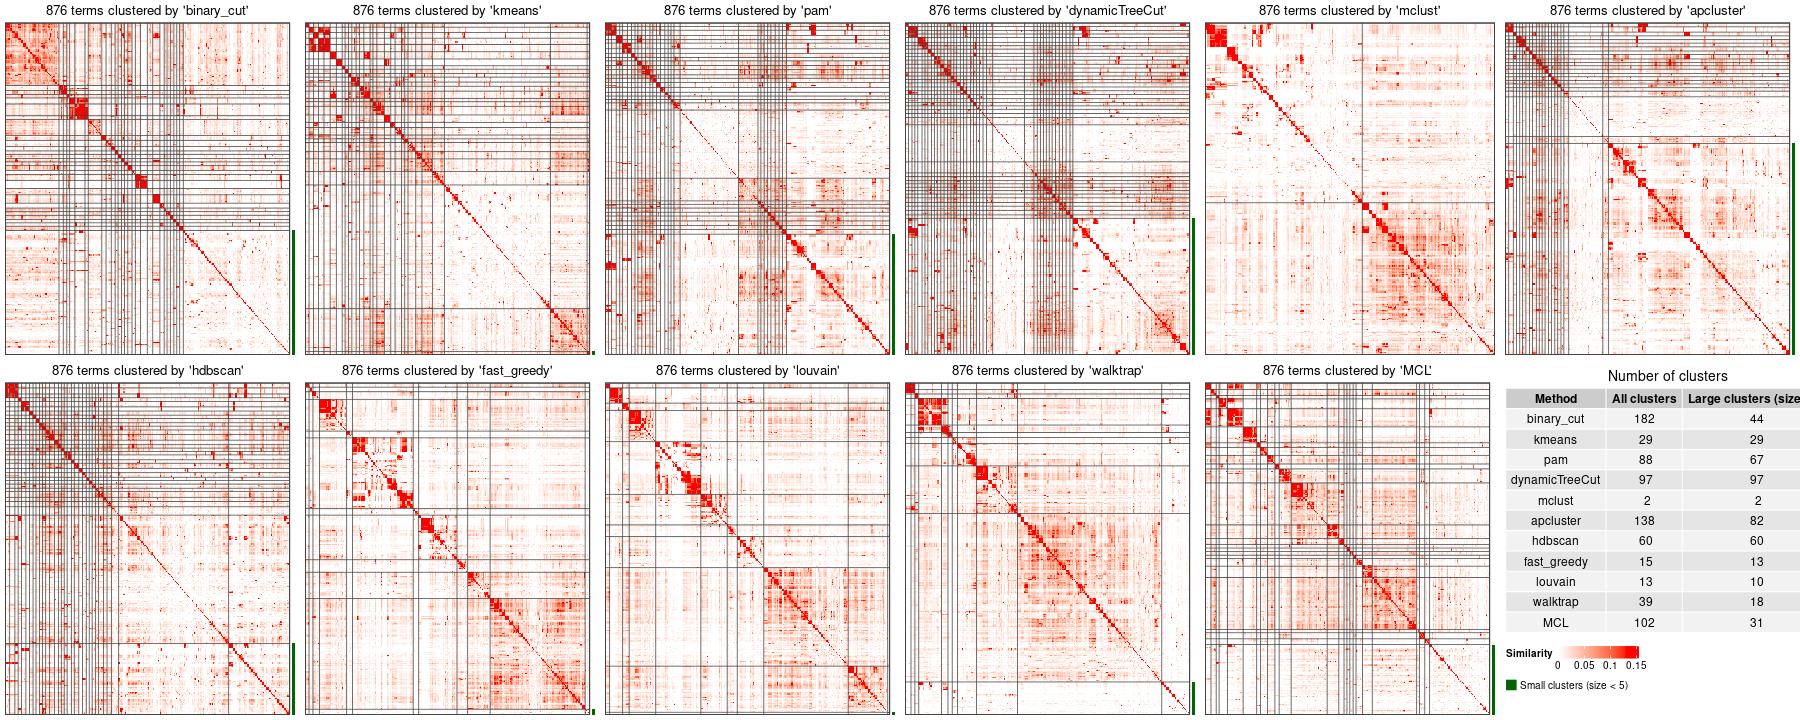 876 terms clustered by 'binary_cut'
876 terms clustered by 'kmeans'
876 terms clustered by 'pam'
876 terms clustered by 'dynamicTreeCut'
876 terms clustered by 'mclust'
876 terms clustered by 'apcluster'
876 terms clustered by 'hdbscan'
876 terms clustered by 'fast_greedy'
876 terms clustered by 'louvain'
876 terms clustered by 'walktrap'
876 terms clustered by 'MCL'
Number of clusters
Method All clusters Large clusters (size
binary_cut 182 44
kmeans 29 29
pam 88 67
dynamicTreeCut 97 97
mclust 2 2
apcluster 138 82
hdbscan 60 60
fast_greedy 15 13
louvain 13 10
walktrap 39 18
MCL 102 31
Similarity
0 0.05 0.1 0.15
Small clusters (size < 5)